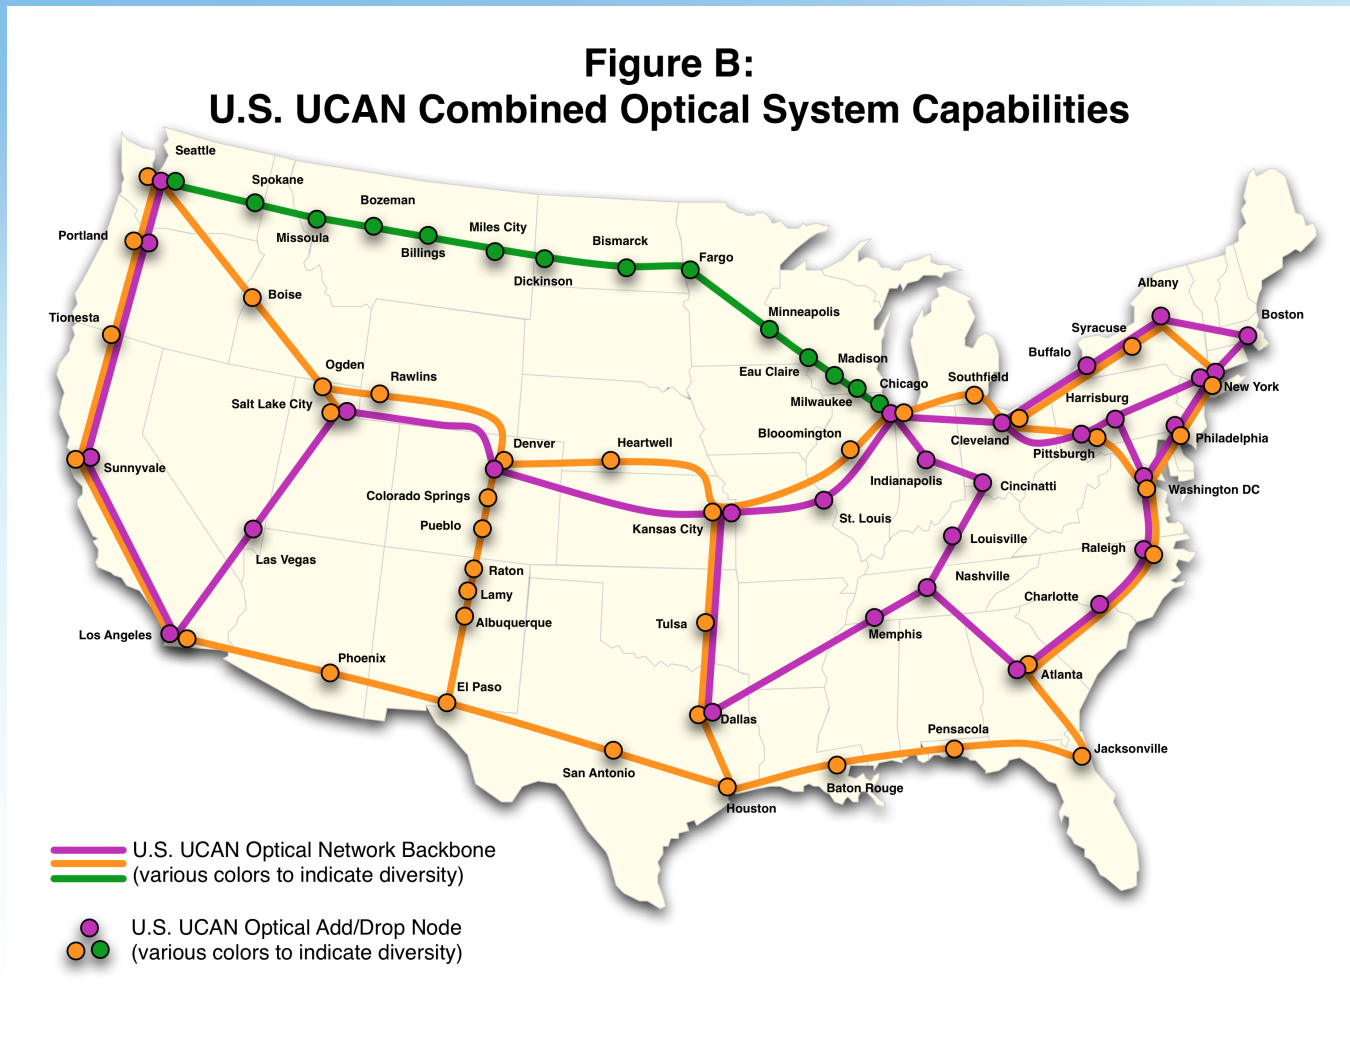 Figure B:
U.S. UCAN Combined Optical System Capabilities
Seattle
Spokane
Missoula
Bozeman
Billings
Miles City
Dickinson
Bismarck
Fargo
Minneapolis
Eau Claire
Madison
Milwaukee
Chicago
Portland
Tionesta
Boise
Ogden
Rawlins
Salt Lake City
Sunnyvale
Las Vegas
Los Angeles
Phoenix
El Paso
Denver
Colorado Springs
Pueblo
Raton
Lamy
Albuquerque
Heartwell
Kansas City
Tulsa
Dallas
San Antonio
Houston
Baton Rouge
Pensacola
Jacksonville
Atlanta
Charlotte
Raleigh
Blooomington
St. Louis
Indianapolis
Cincinatti
Louisville
Nashville
Memphis
Southfield
Cleveland
Pittsburgh
Harrisburg
Buffalo
Syracuse
Albany
Boston
New York
Philadelphia
Washington DC
U.S. UCAN Optical Network Backbone
(various colors to indicate diversity)
U.S. UCAN Optical Add/Drop Node
(various colors to indicate diversity)